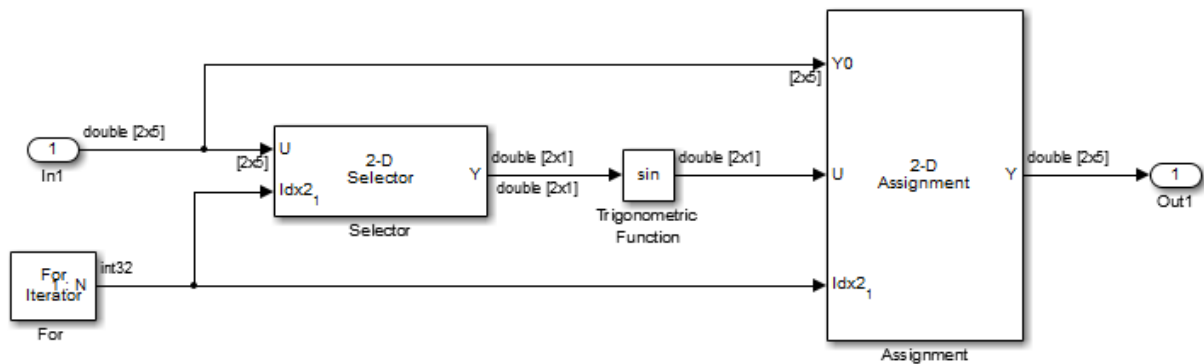 Y0
[2x5]
double [2x5]
1
In1
[2x5]
U
Idx2 1
2-D
Selector
Y
Selector
double [2x1]
double [2x1]
sin
Trigonometric
Function
double [2x1]
U
2-D
Assignment
Y
double [2x5]
1
Out1
For
Iterator
1 : N
int32
For
Idx2 1
Assignment